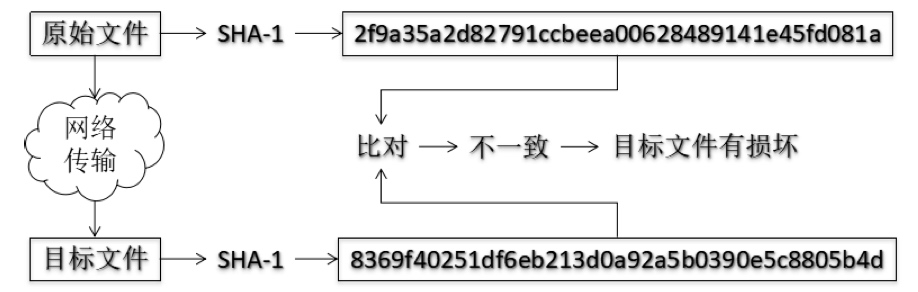 原始文件
SHA-1
2f9a35a2d82791ccbeea00628489141e45fd081a
网络
传输
比对
不一致
目标文件有损坏
目标文件
SHA-1
8369f40251df6eb213d0a92a5b0390e5c8805b4d